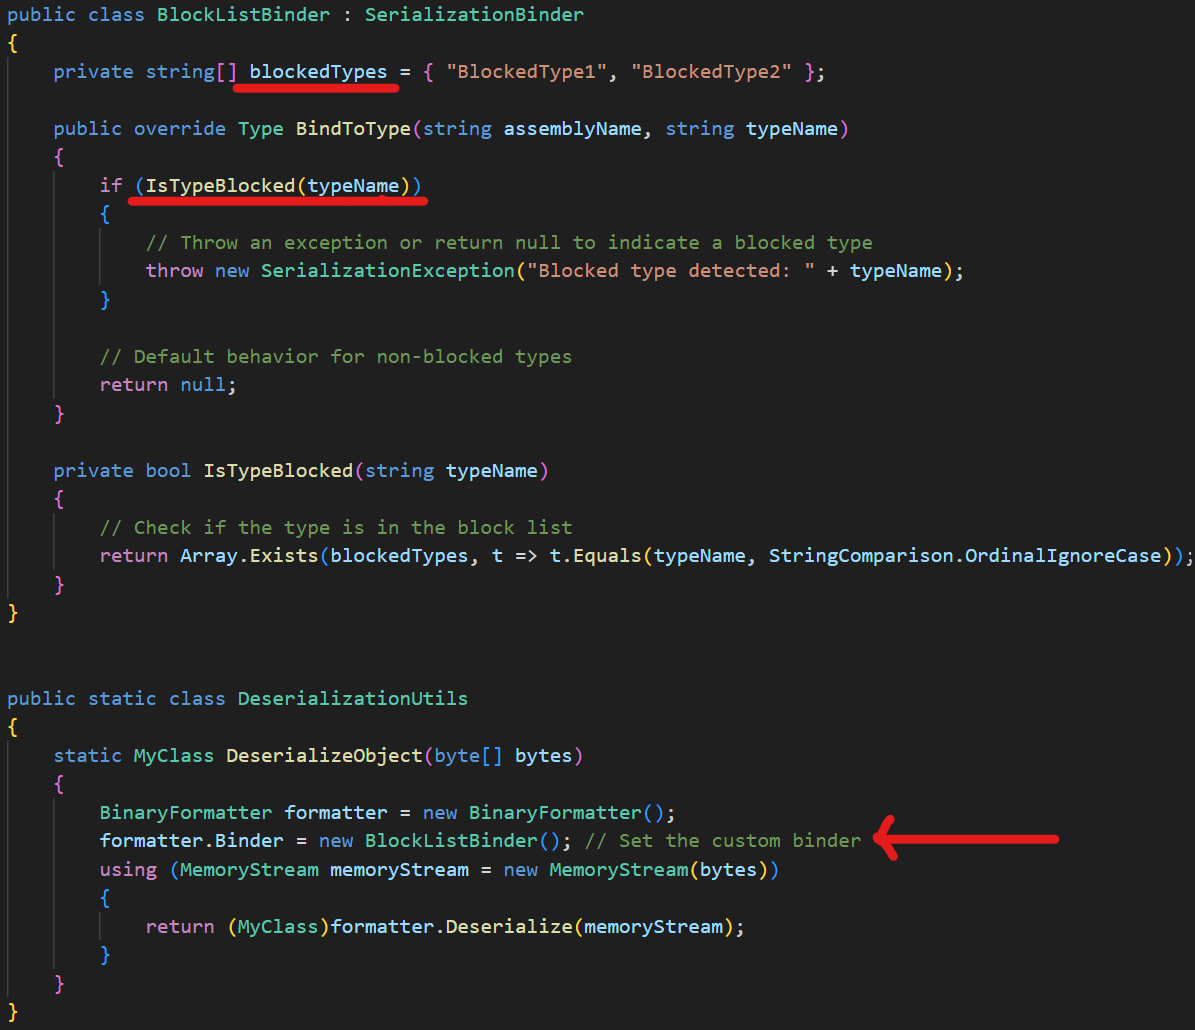 public class BlockListBinder : SerializationBinder
{
    private string[] blockedTypes = { "BlockedType1", "BlockedType2" };

    public override Type BindToType(string assemblyName, string typeName)
    {
        if (IsTypeBlocked(typeName))
        {
            // Throw an exception or return null to indicate a blocked type
            throw new SerializationException("Blocked type detected: " + typeName);
        }

        // Default behavior for non-blocked types
        return null;
    }

    private bool IsTypeBlocked(string typeName)
    {
        // Check if the type is in the block list
        return Array.Exists(blockedTypes, t => t.Equals(typeName, StringComparison.OrdinalIgnoreCase));
    }
}

public static class DeserializationUtils
{
    static MyClass DeserializeObject(byte[] bytes)
    {
        BinaryFormatter formatter = new BinaryFormatter();
        formatter.Binder = new BlockListBinder(); // Set the custom binder
        using (MemoryStream memoryStream = new MemoryStream(bytes))
        {
            return (MyClass)formatter.Deserialize(memoryStream);
        }
    }
}